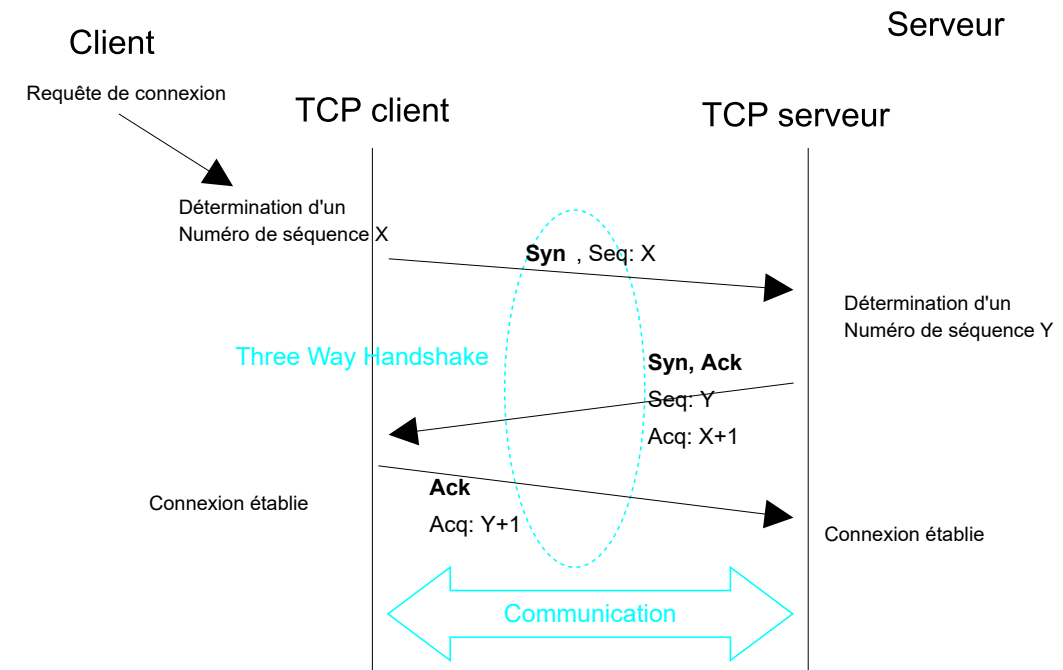 Serveur
Client
Requête de connexion
TCP client
TCP serveur
Détermination d'un
Numéro de séquence X
Syn , Seq: X
Détermination d'un
Numéro de séquence Y
Three Way Handshake
Syn, Ack
Seq: Y
Acq: X+1
Ack
Acq: Y+1
Connexion établie
Connexion établie
Communication